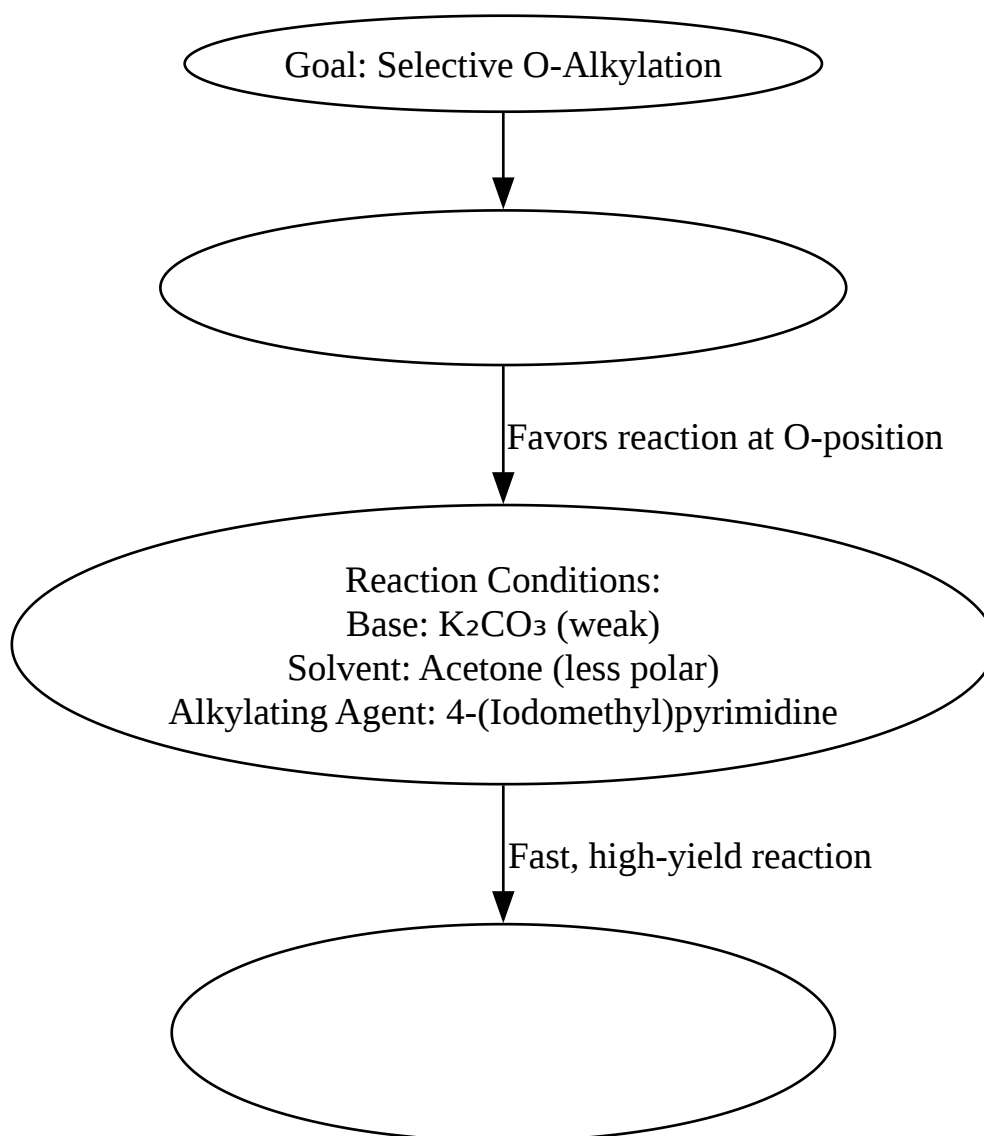 Goal: Selective O-Alkylation
Favors reaction at O-position
Reaction Conditions:
Base: K₂CO₃ (weak)
Solvent: Acetone (less polar)
Alkylating Agent: 4-(Iodomethyl)pyrimidine
Fast, high-yield reaction